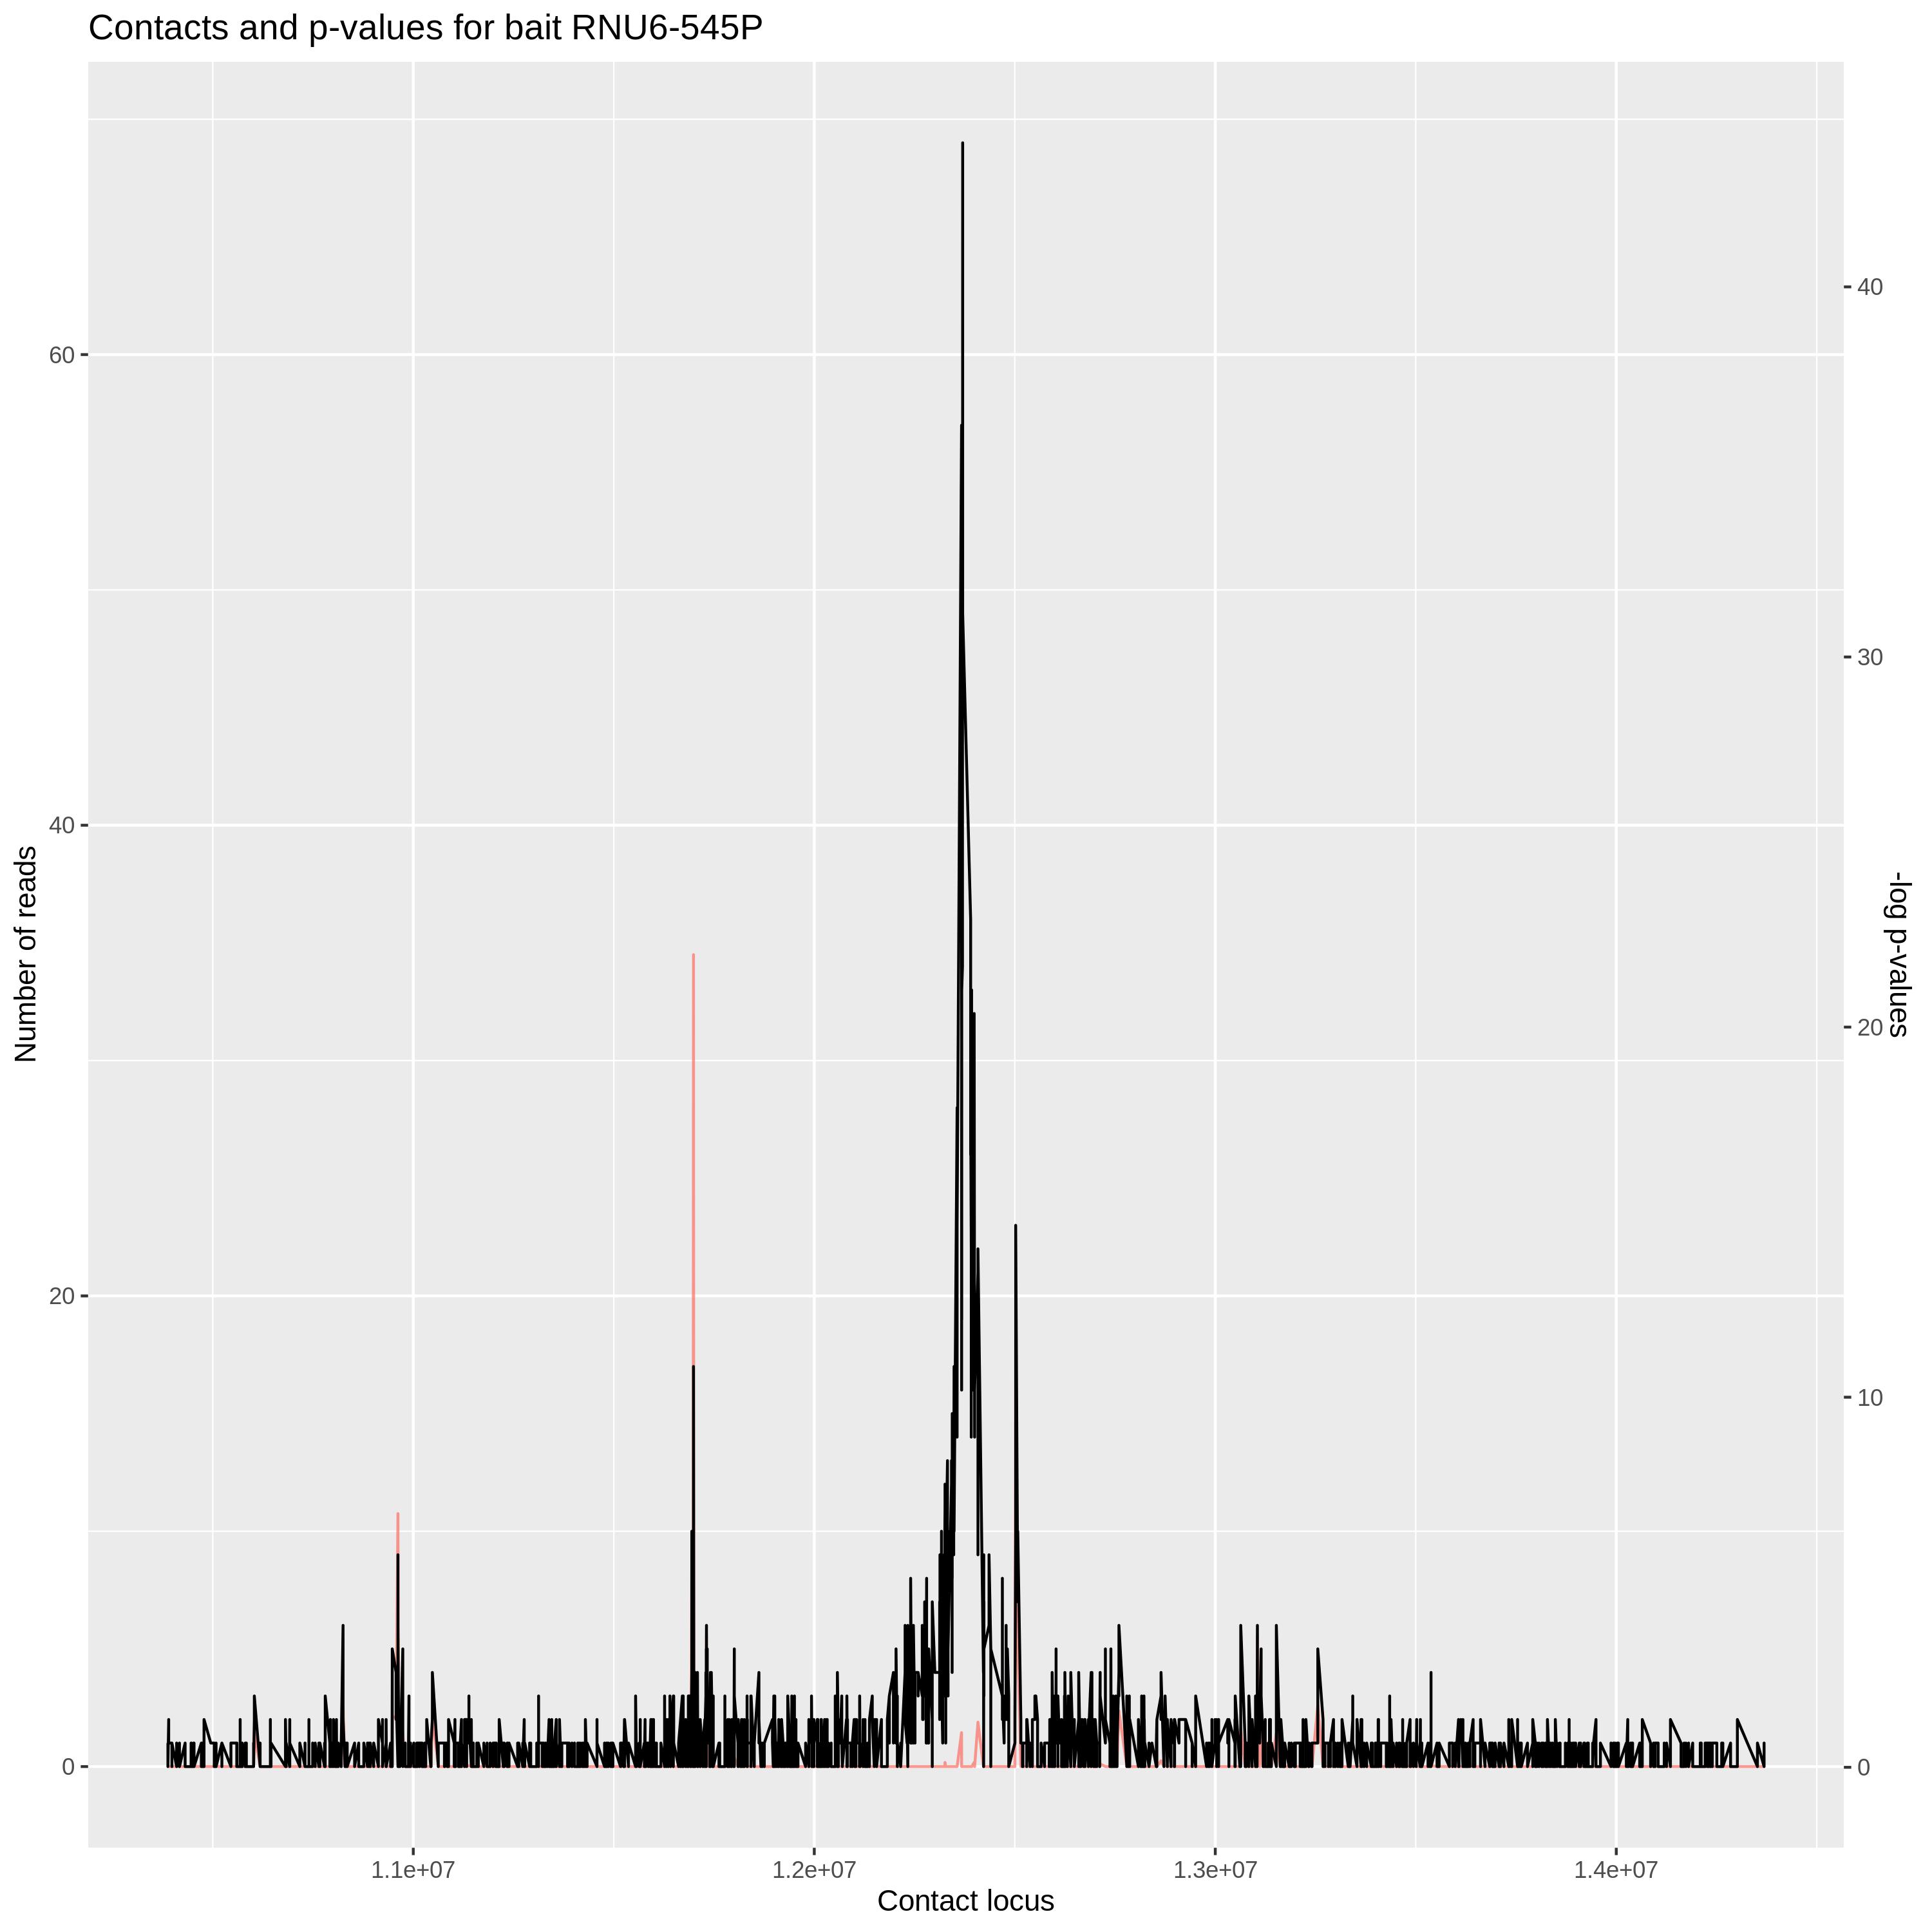 Contacts and p-values for bait RNU6-545P
Number of reads
60
40
20
0
40
30
20
10
0
-log p-values
1.1e+07 1.2e+07 1.3e+07 1.4e+07
Contact locus